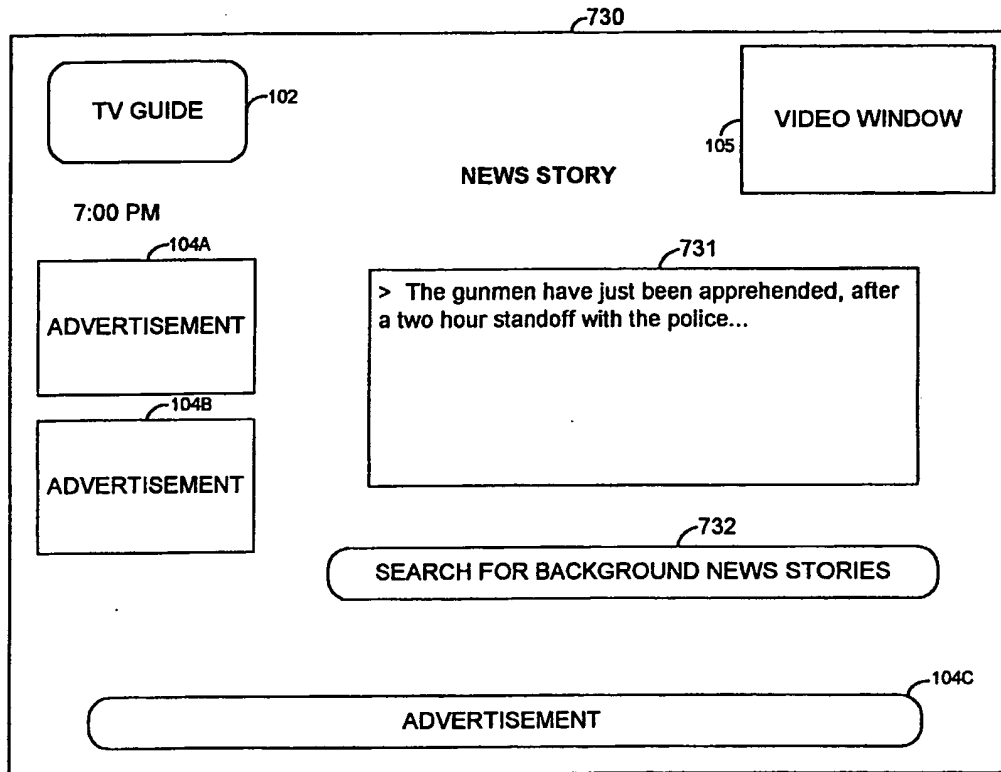 730
TV GUIDE
102
VIDEO WINDOW
105
NEWS STORY
7:00 PM
104A
ADVERTISEMENT
731
> The gunmen have just been apprehended, after
a two hour standoff with the police...
104B
ADVERTISEMENT
732
SEARCH FOR BACKGROUND NEWS STORIES
104C
ADVERTISEMENT